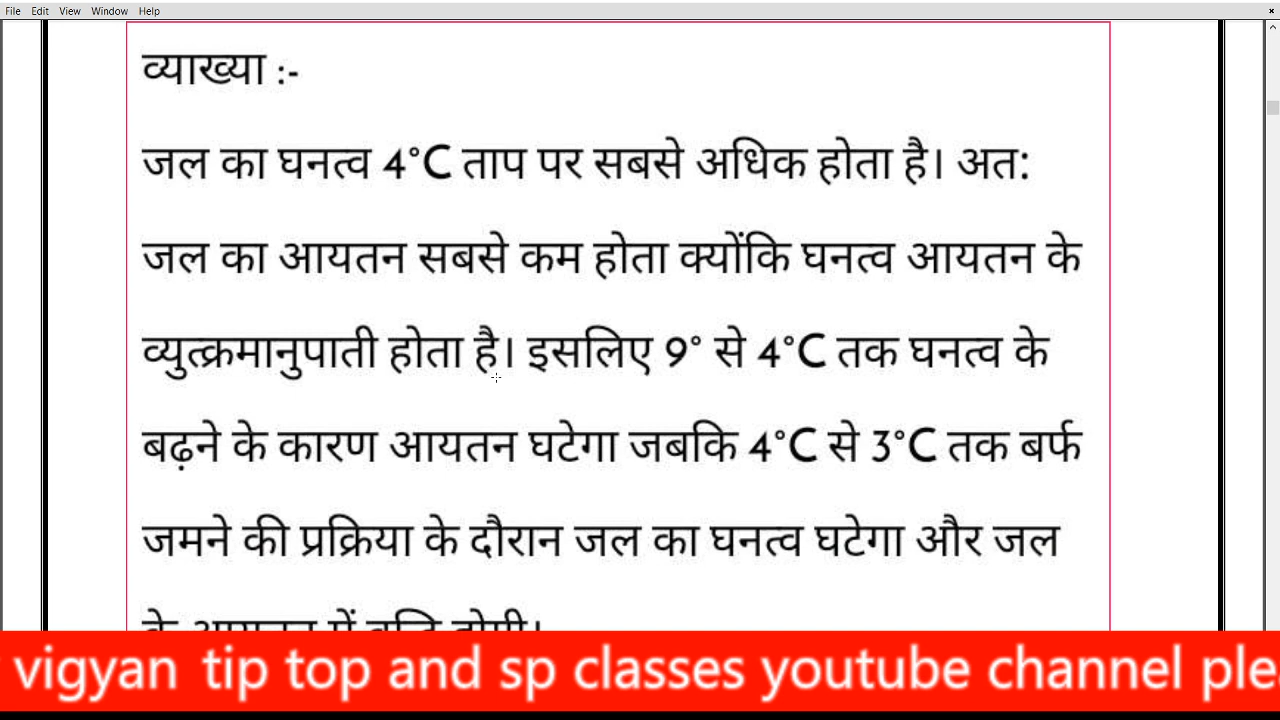 File Edit View Window Help ×
व्याख्या :-
जल का घनत्व 4°C ताप पर सबसे अधिक होता है। अत:
जल का आयतन सबसे कम होता क्योंकि घनत्व आयतन के
व्युत्क्रमानुपाती होता है। इसलिए 9° से 4°C तक घनत्व के
बढ़ने के कारण आयतन घटेगा जबकि 4°C से 3°C तक बर्फ
जमने की प्रक्रिया के दौरान जल का घनत्व घटेगा और जल
के आयतन में वृद्धि होगी।
vigyan tip top and sp classes youtube channel ple